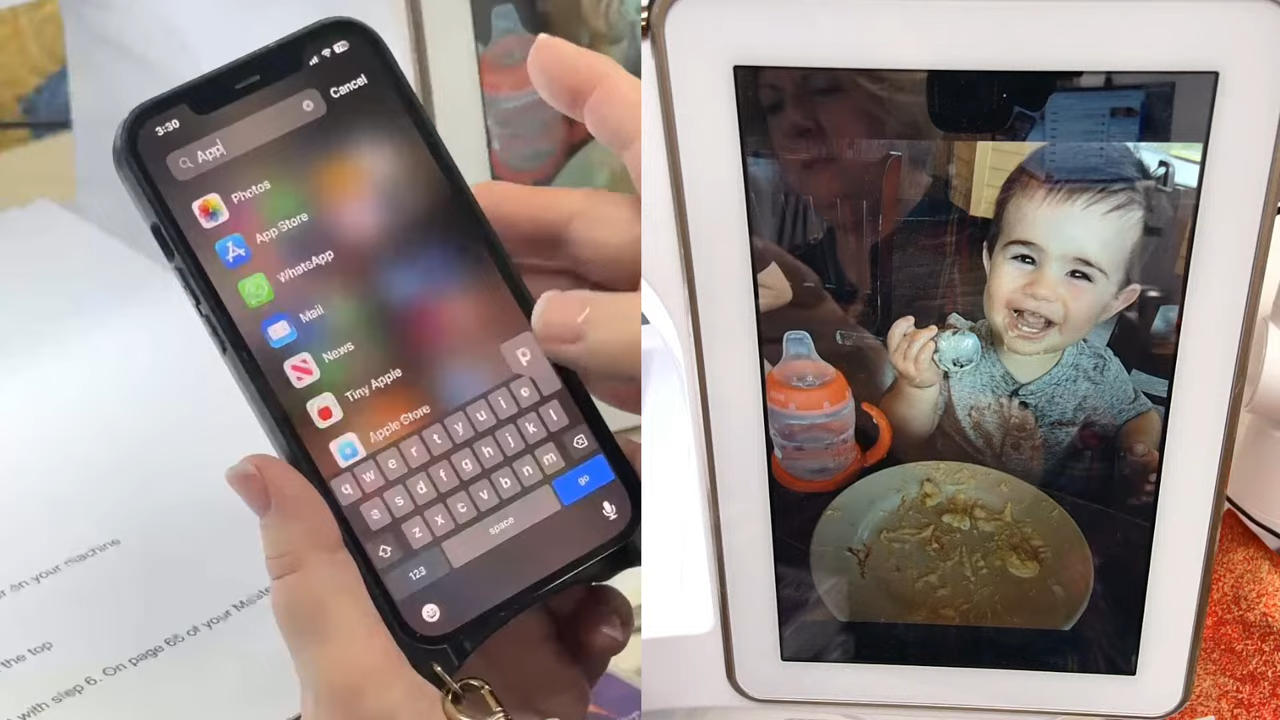 3:30
App
Cancel
Photos
App Store
WhatsApp
Mail
News
Tiny Apple
Apple Store
p
q w e r t y u i o
a s d f g h j k l
z x c v b n m
123
space
go
on your machine
the top
with step 6. On page 65 of your